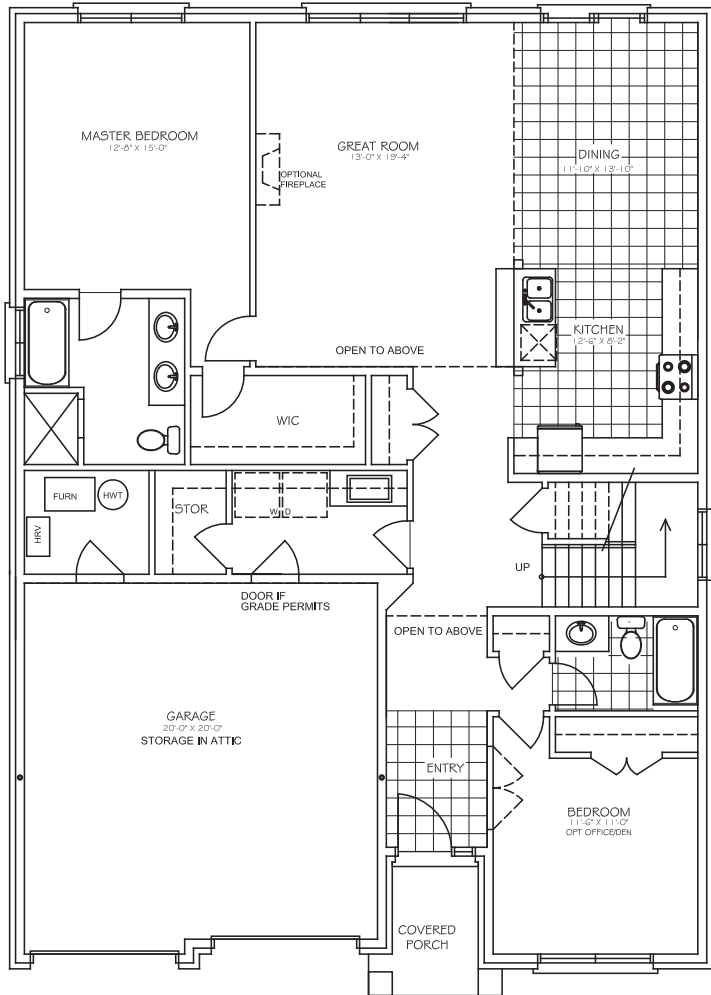 MASTER BEDROOM
12'-8" X 15'-0"
GREAT ROOM
13'-0" X 19'-4"
OPTIONAL
FIREPLACE
DINING
11'-10" X 13'-10"
KITCHEN
12'-6" X 8'-2"
OPEN TO ABOVE
WIC
FURN
HWT
HRV
STOR
W
D
UP
DOOR IF
GRADE PERMITS
OPEN TO ABOVE
GARAGE
20'-0" X 20'-0"
STORAGE IN ATTIC
ENTRY
BEDROOM
11'-6" X 11'-0"
OPT OFFICE/DEN
COVERED
PORCH